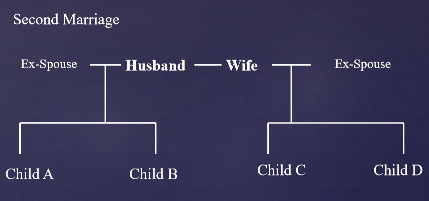 Second Marriage
Ex-Spouse Husband Wife Ex-Spouse
Child A Child B Child C Child D